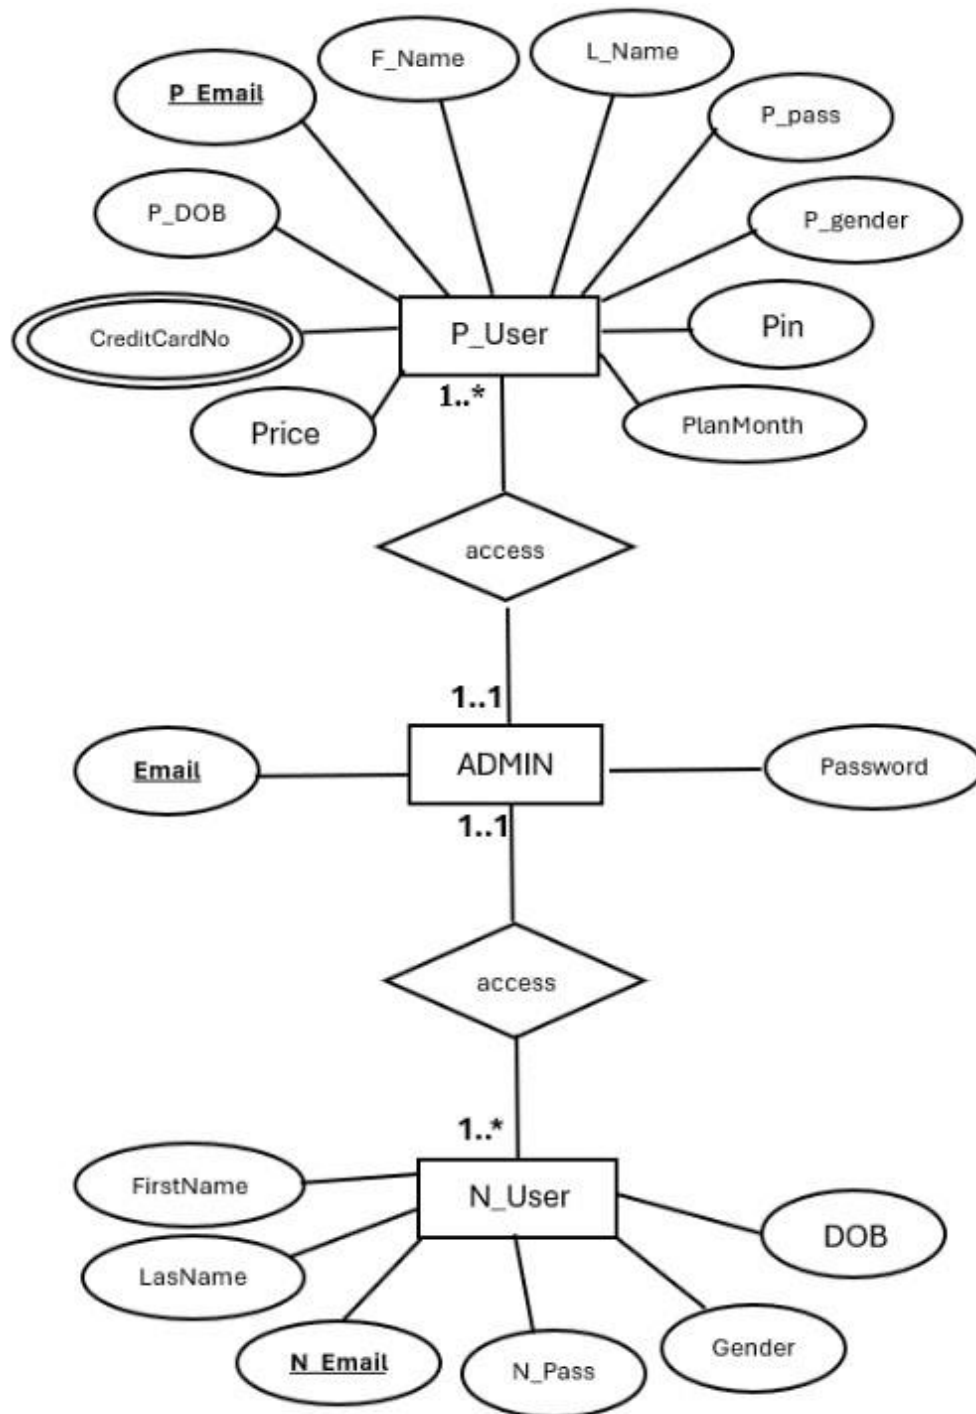 F_Name
L_Name
P_Email
P_pass
P_DOB
P_gender
CreditCardNo
P_User
Pin
1..*
Price
PlanMonth
access
1..1
Email
ADMIN
Password
1..1
access
1..*
FirstName
N_User
DOB
LasName
N_Email
N_Pass
Gender